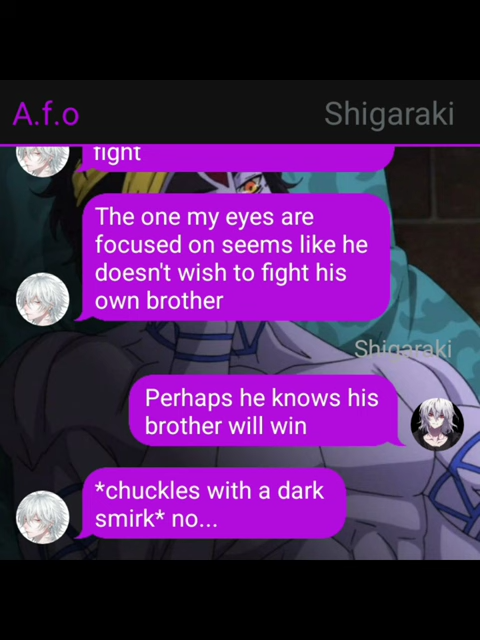 A.f.o
Shigaraki
fight
The one my eyes are
focused on seems like he
doesn't wish to fight his
own brother
Shigaraki
Perhaps he knows his
brother will win
*chuckles with a dark
smirk* no...